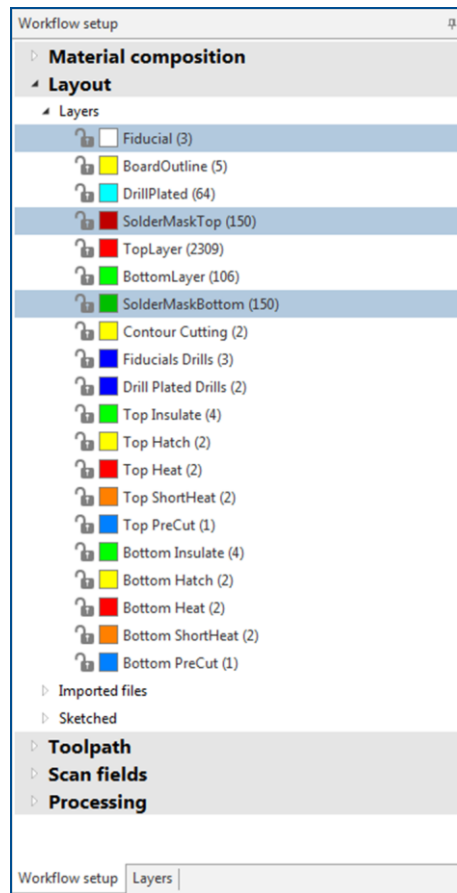 Workflow setup
Material composition
Layout
Layers
Fiducial (3)
BoardOutline (5)
DrillPlated (64)
SolderMaskTop (150)
TopLayer (2309)
BottomLayer (106)
SolderMaskBottom (150)
Contour Cutting (2)
Fiducials Drills (3)
Drill Plated Drills (2)
Top Insulate (4)
Top Hatch (2)
Top Heat (2)
Top ShortHeat (2)
Top PreCut (1)
Bottom Insulate (4)
Bottom Hatch (2)
Bottom Heat (2)
Bottom ShortHeat (2)
Bottom PreCut (1)
Imported files
Sketched
Toolpath
Scan fields
Processing
Workflow setup Layers